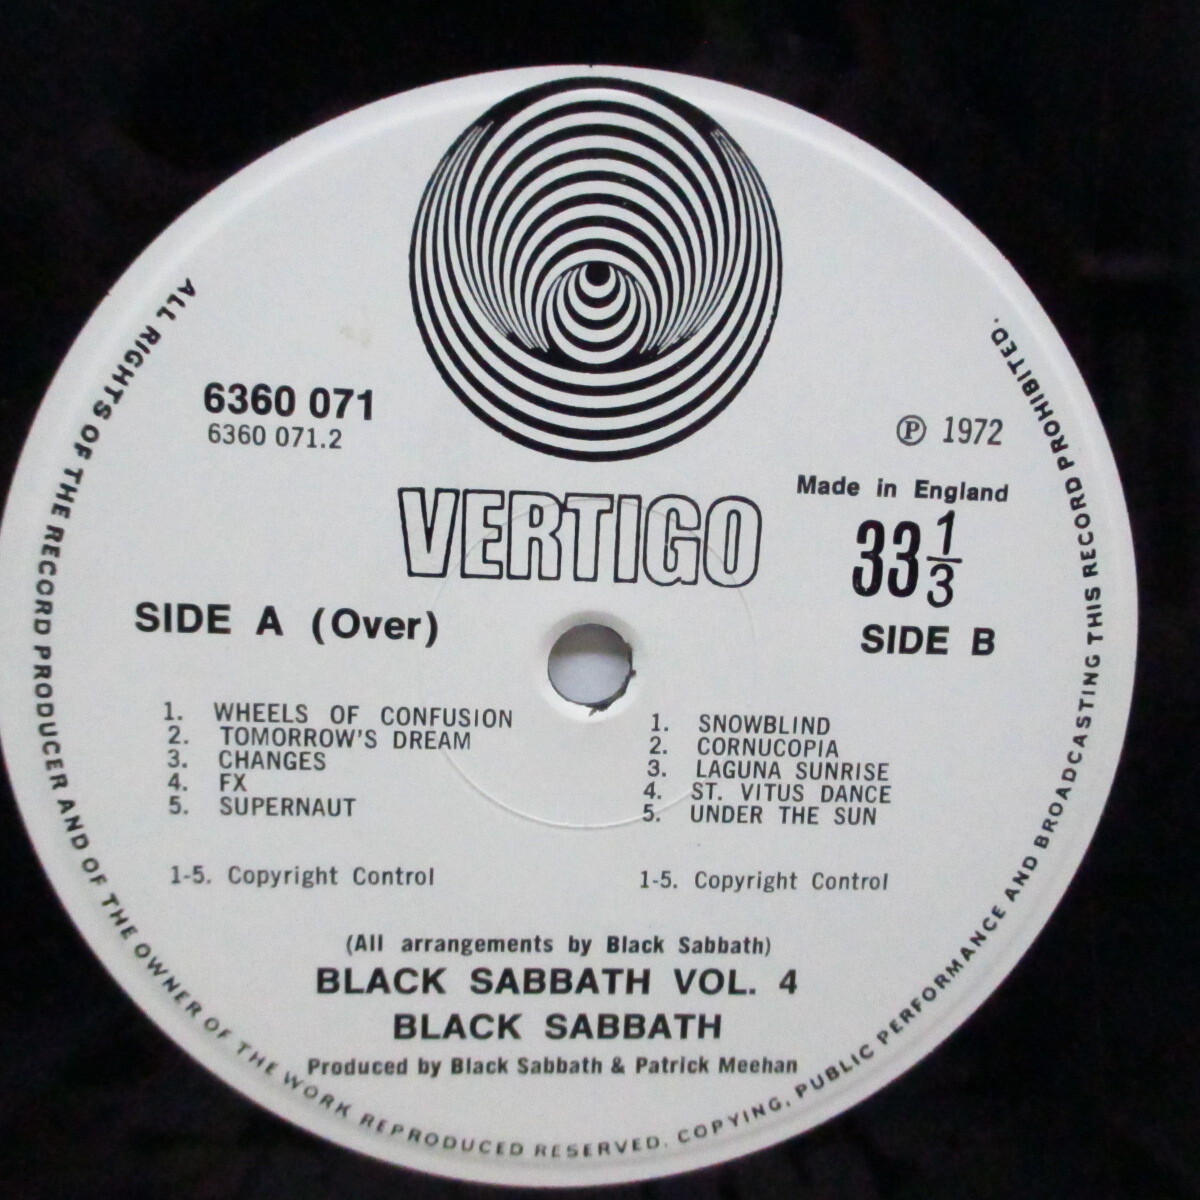 6360 071
6360 071.2
Ⓟ 1972
Made in England
33 1/3
VERTIGO
SIDE A (Over)
SIDE B
1. WHEELS OF CONFUSION
2. TOMORROW'S DREAM
3. CHANGES
4. FX
5. SUPERNAUT
1-5. Copyright Control
1. SNOWBLIND
2. CORNUCOPIA
3. LAGUNA SUNRISE
4. ST. VITUS DANCE
5. UNDER THE SUN
1-5. Copyright Control
(All arrangements by Black Sabbath)
BLACK SABBATH VOL. 4
BLACK SABBATH
Produced by Black Sabbath & Patrick Meehan
ALL RIGHTS OF THE RECORD PRODUCER AND OF THE OWNER OF THE WORK REPRODUCED RESERVED. COPYING, PUBLIC PERFORMANCE AND BROADCASTING THIS RECORD PROHIBITED.